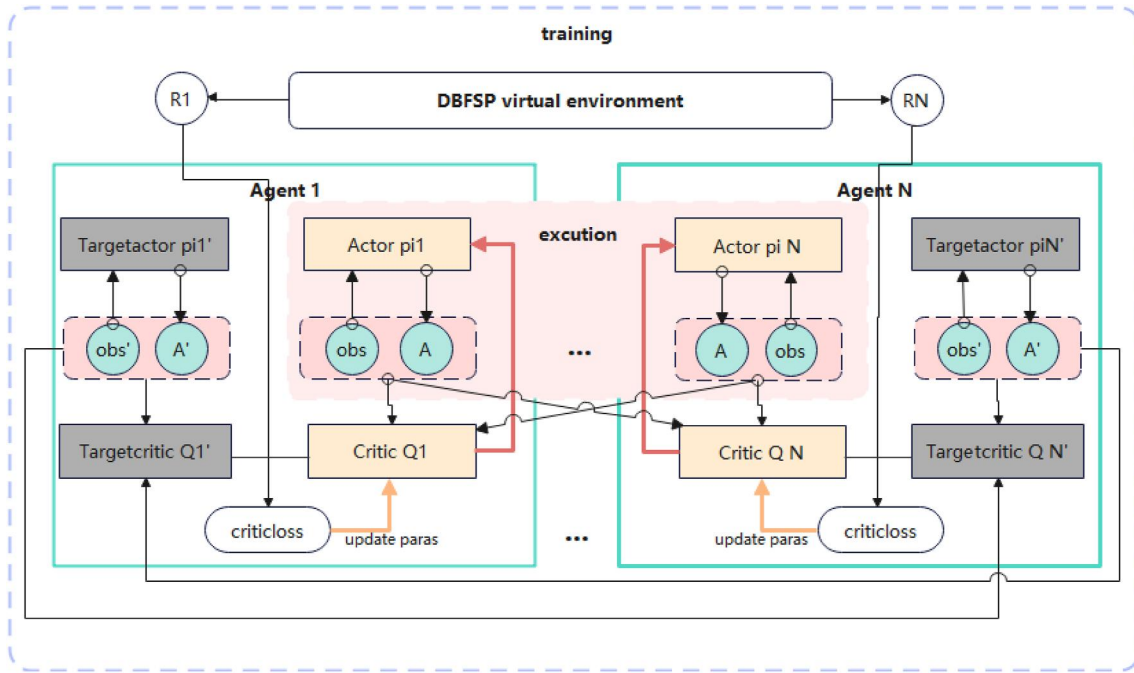 training
R1
DBFSP virtual environment
RN
Agent 1
Agent N
excution
Targetactor pi1'
Actor pi1
Actor pi N
Targetactor piN'
obs'
A'
obs
A
...
A
obs
obs'
A'
Targetcritic Q1'
Critic Q1
Critic Q N
Targetcritic Q N'
criticloss
update paras
...
update paras
criticloss